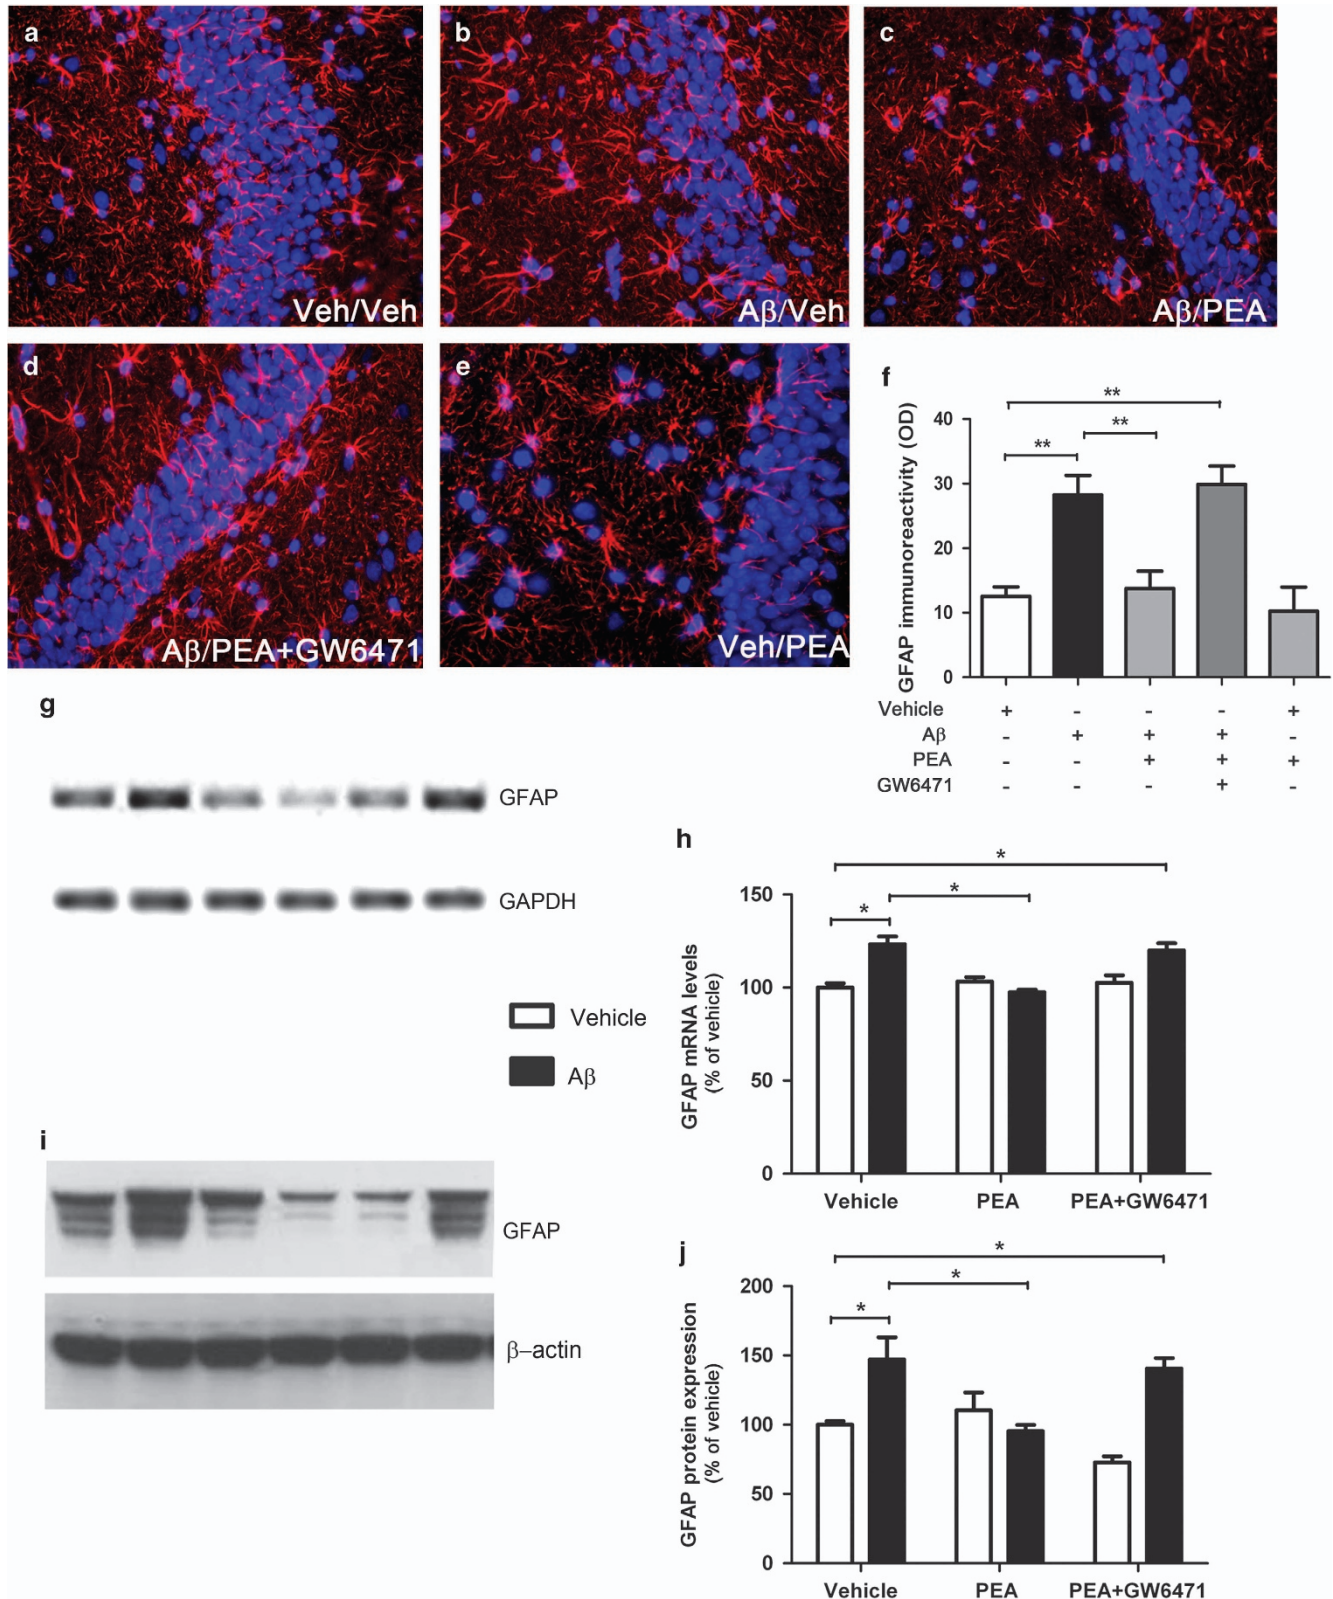 a
Veh/Veh
b
Aβ/Veh
c
Aβ/PEA
d
Aβ/PEA+GW6471
e
Veh/PEA
f
GFAP immunoreactivity (OD)
40
30
20
10
0
**
**
**
Vehicle + - - - +
Aβ - + + + -
PEA - - + + +
GW6471 - - - + -
g
GFAP
GAPDH
Vehicle
Aβ
h
GFAP mRNA levels
(% of vehicle)
150
100
50
0
*
*
*
Vehicle PEA PEA+GW6471
i
GFAP
β–actin
j
GFAP protein expression
(% of vehicle)
200
150
100
50
0
*
*
*
Vehicle PEA PEA+GW6471